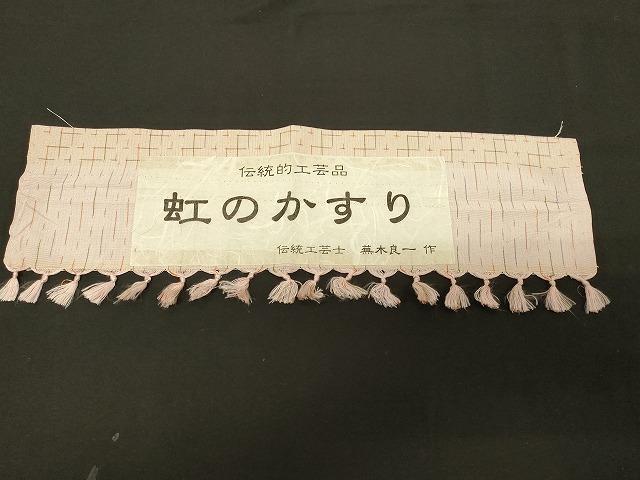 伝統的工芸品
虹のかすり
伝統工芸士 蕪木良一 作